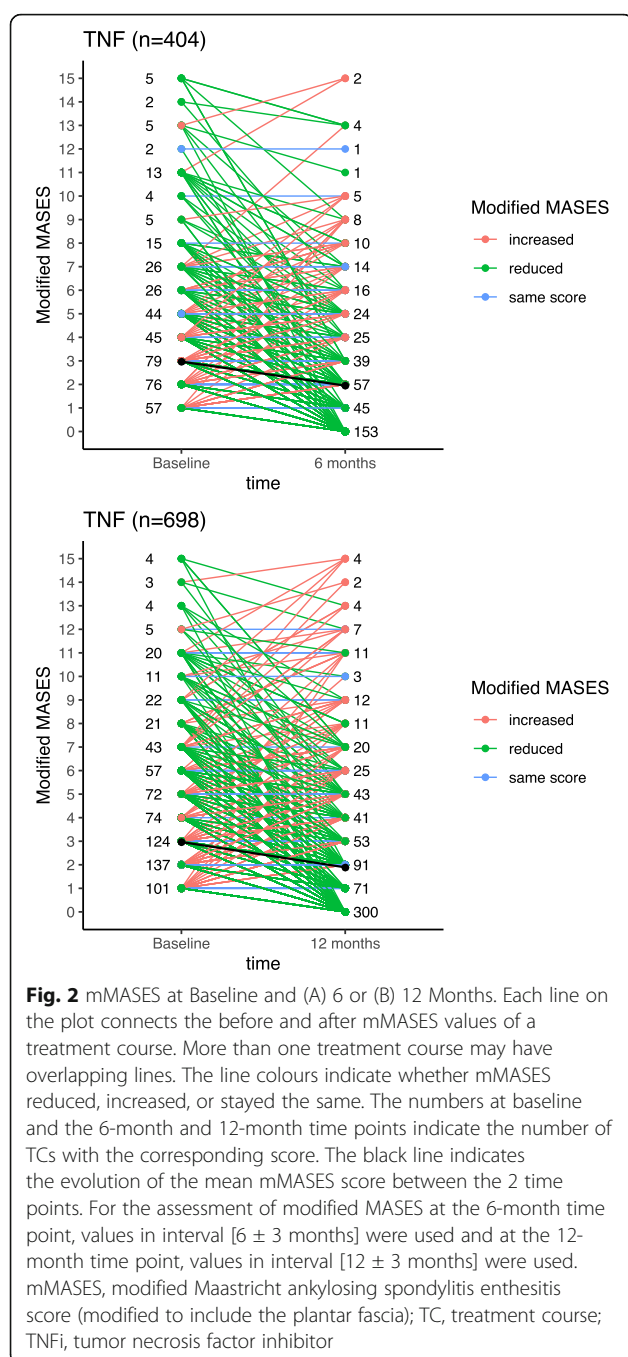 TNF (n=404)
Modified MASES
15 5 2
14 2
13 5 4
12 2 1
11 13 1
10 4 5
9 5 8
8 15 10
7 26 14
6 26 16
5 44 24
4 45 25
3 79 39
2 76 57
1 57 45
0 153
Baseline 6 months
time
Modified MASES
increased
reduced
same score
TNF (n=698)
Modified MASES
15 4 4
14 3 2
13 4 4
12 5 7
11 20 11
10 11 3
9 22 12
8 21 11
7 43 20
6 57 25
5 72 43
4 74 41
3 124 53
2 137 91
1 101 71
0 300
Baseline 12 months
time
Modified MASES
increased
reduced
same score
Fig. 2 mMASES at Baseline and (A) 6 or (B) 12 Months. Each line on
the plot connects the before and after mMASES values of a
treatment course. More than one treatment course may have
overlapping lines. The line colours indicate whether mMASES
reduced, increased, or stayed the same. The numbers at baseline
and the 6-month and 12-month time points indicate the number of
TCs with the corresponding score. The black line indicates
the evolution of the mean mMASES score between the 2 time
points. For the assessment of modified MASES at the 6-month time
point, values in interval [6 ± 3 months] were used and at the 12-
month time point, values in interval [12 ± 3 months] were used.
mMASES, modified Maastricht ankylosing spondylitis enthesitis
score (modified to include the plantar fascia); TC, treatment course;
TNFi, tumor necrosis factor inhibitor